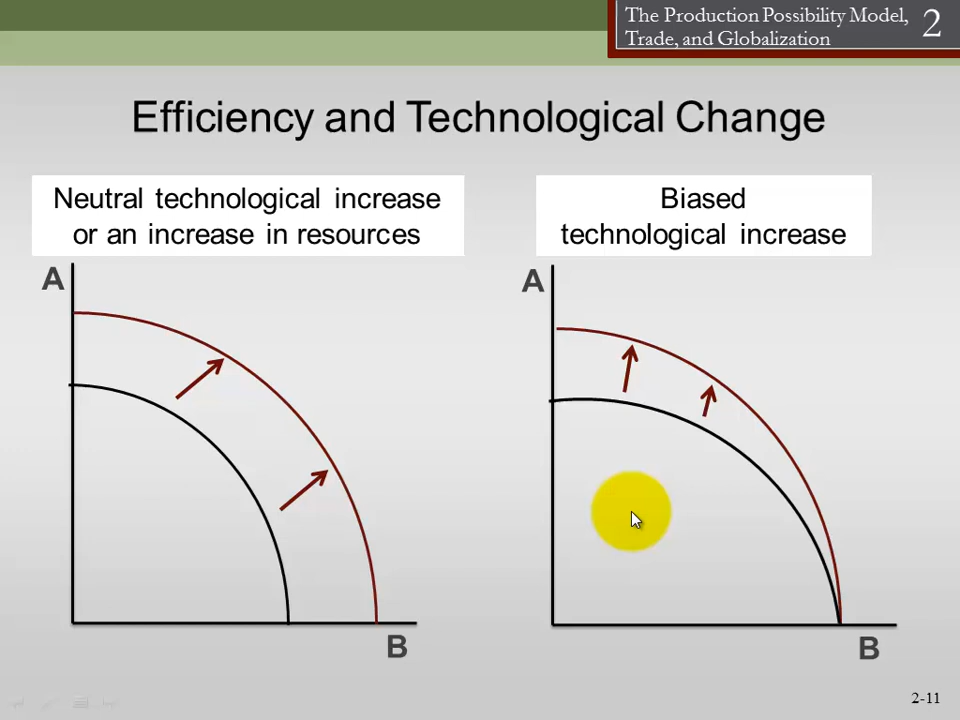 The Production Possibility Model,
Trade, and Globalization
2
Efficiency and Technological Change
Neutral technological increase
or an increase in resources
Biased
technological increase
A
B
A
B
2-11